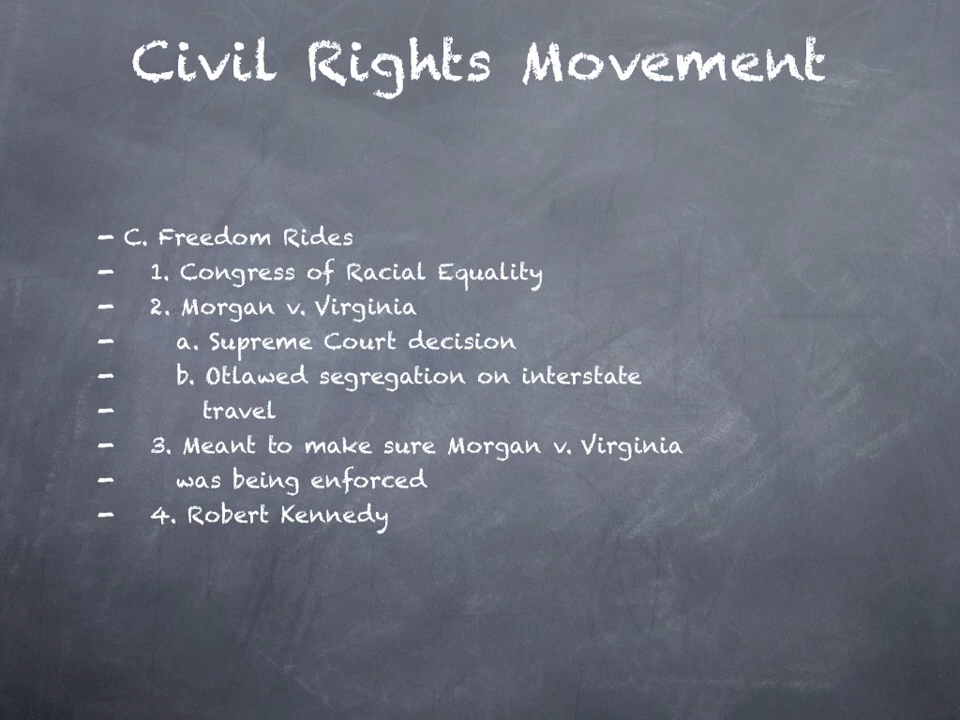 Civil Rights Movement
- C. Freedom Rides
- 1. Congress of Racial Equality
- 2. Morgan v. Virginia
- a. Supreme Court decision
- b. Otlawed segregation on interstate
- travel
- 3. Meant to make sure Morgan v. Virginia
- was being enforced
- 4. Robert Kennedy